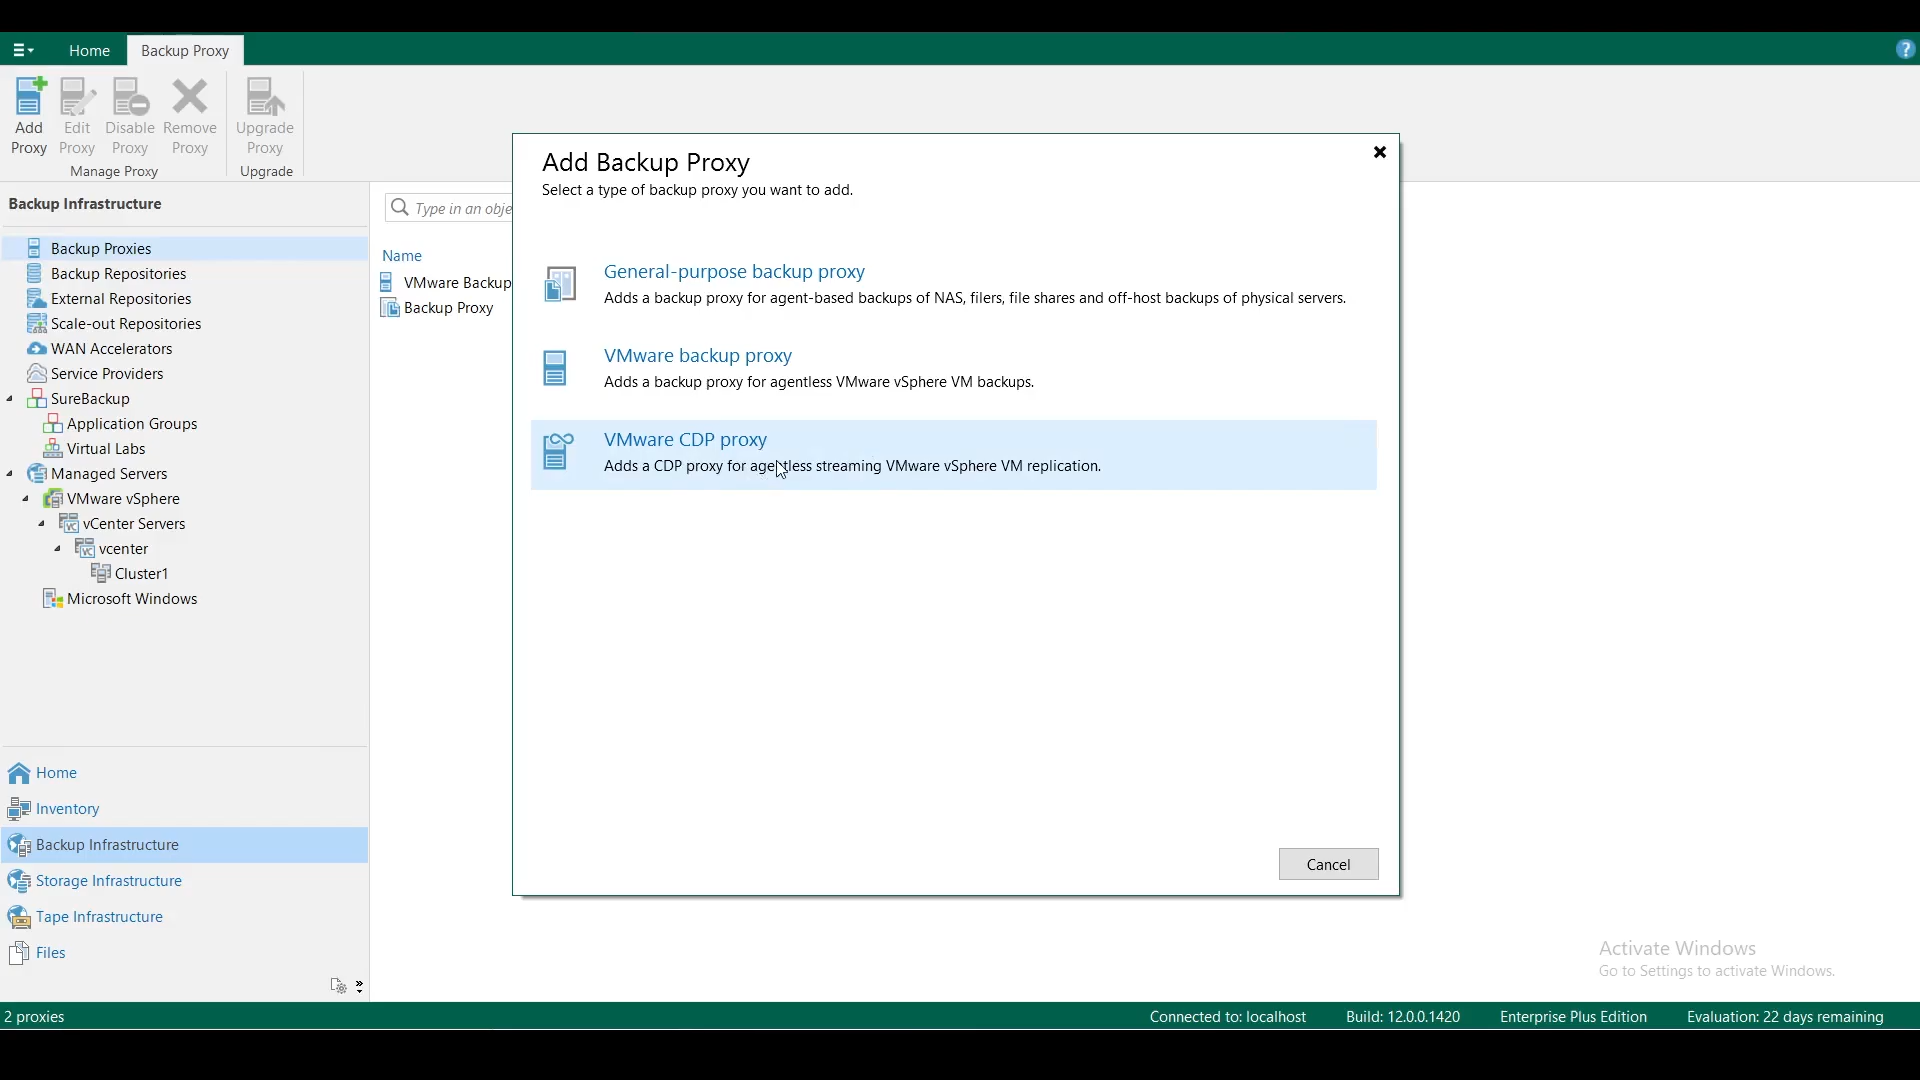 Home
Backup Proxy
?
Add Proxy
Edit Proxy
Disable Proxy
Remove Proxy
Upgrade Proxy
Manage Proxy
Upgrade
Backup Infrastructure
Backup Proxies
Backup Repositories
External Repositories
Scale-out Repositories
WAN Accelerators
Service Providers
SureBackup
Application Groups
Virtual Labs
Managed Servers
VMware vSphere
vCenter Servers
vcenter
Cluster1
Microsoft Windows
Home
Inventory
Backup Infrastructure
Storage Infrastructure
Tape Infrastructure
Files
Type in an obje
Name
VMware Backup
Backup Proxy
Add Backup Proxy
Select a type of backup proxy you want to add.
General-purpose backup proxy
Adds a backup proxy for agent-based backups of NAS, filers, file shares and off-host backups of physical servers.
VMware backup proxy
Adds a backup proxy for agentless VMware vSphere VM backups.
VMware CDP proxy
Adds a CDP proxy for agentless streaming VMware vSphere VM replication.
Cancel
Activate Windows
Go to Settings to activate Windows.
2 proxies
Connected to: localhost
Build: 12.0.0.1420
Enterprise Plus Edition
Evaluation: 22 days remaining